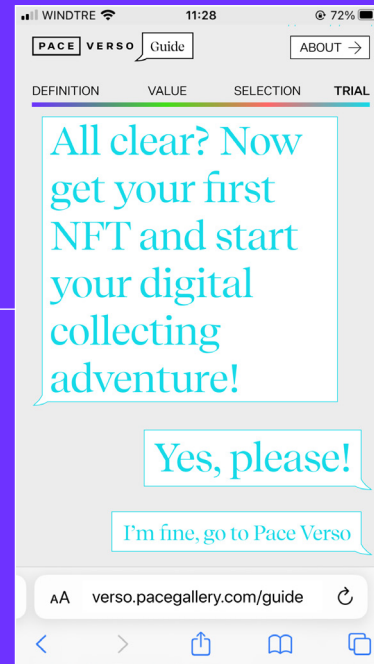 WINDTRE 11:28 72%
PACE VERSO Guide ABOUT →
DEFINITION VALUE SELECTION TRIAL
All clear? Now
get your first
NFT and start
your digital
collecting
adventure!
Yes, please!
I'm fine, go to Pace Verso
AA verso.pacegallery.com/guide